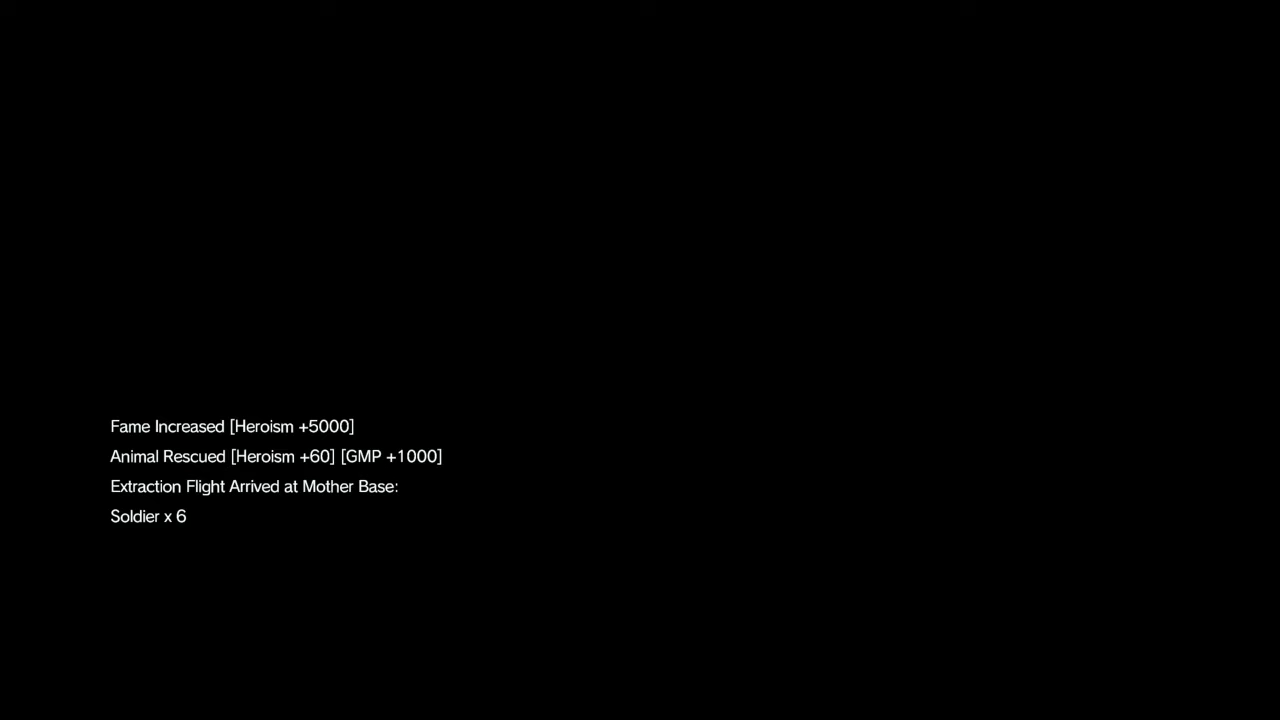 Fame Increased [Heroism +5000]
Animal Rescued [Heroism +60] [GMP +1000]
Extraction Flight Arrived at Mother Base:
Soldier x 6